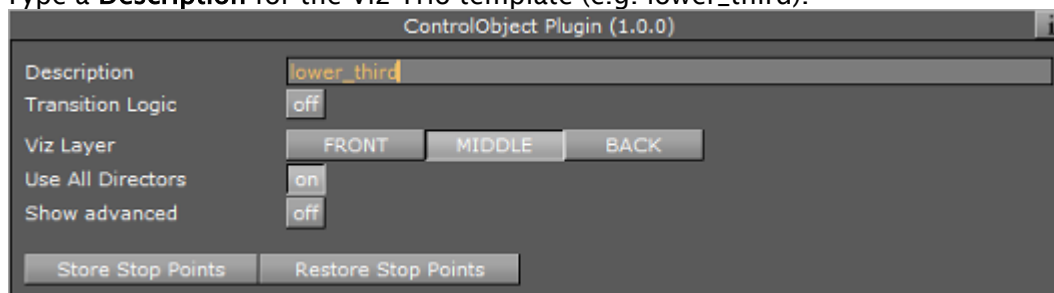 Type a Description for the Viz Trio template (e.g. lower_third).
ControlObject Plugin (1.0.0)
Description lower_third
Transition Logic off
Viz Layer FRONT MIDDLE BACK
Use All Directors on
Show advanced off
Store Stop Points Restore Stop Points